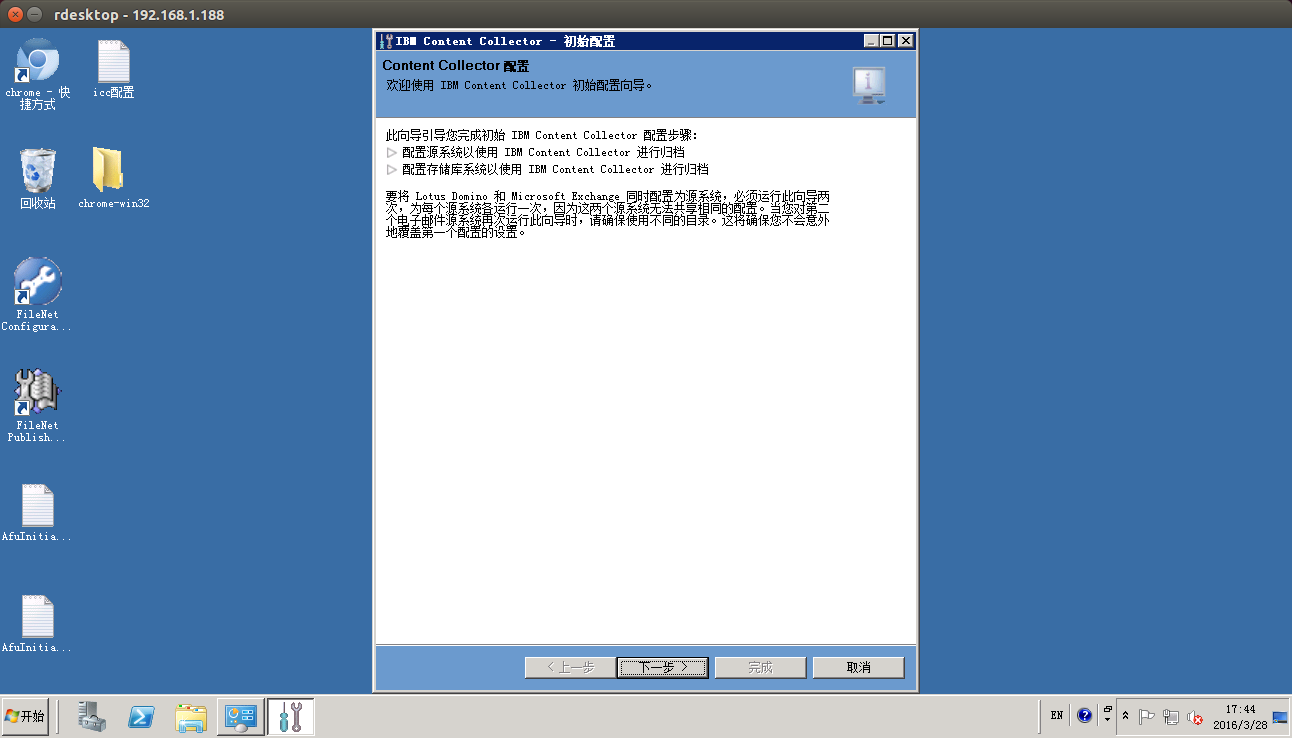 rdesktop - 192.168.1.188
chrome - 快
捷方式
icc配置
回收站
chrome-win32
FileNet
Configura...
FileNet
Publish...
AfuInitia...
AfuInitia...
IBM Content Collector - 初始配置
Content Collector 配置
欢迎使用 IBM Content Collector 初始配置向导。
此向导引导您完成初始 IBM Content Collector 配置步骤:
配置源系统以使用 IBM Content Collector 进行归档
配置存储库系统以使用 IBM Content Collector 进行归档
要将 Lotus Domino 和 Microsoft Exchange 同时配置为源系统，必须运行此向导两
次，为每个源系统各运行一次，因为这两个源系统无法共享相同的配置。当您对第二
个电子邮件源系统再次运行此向导时，请确保使用不同的目录。这将确保您不会意外
地覆盖第一个配置的设置。
< 上一步
下一步 >
完成
取消
开始
EN
17:44
2016/3/28